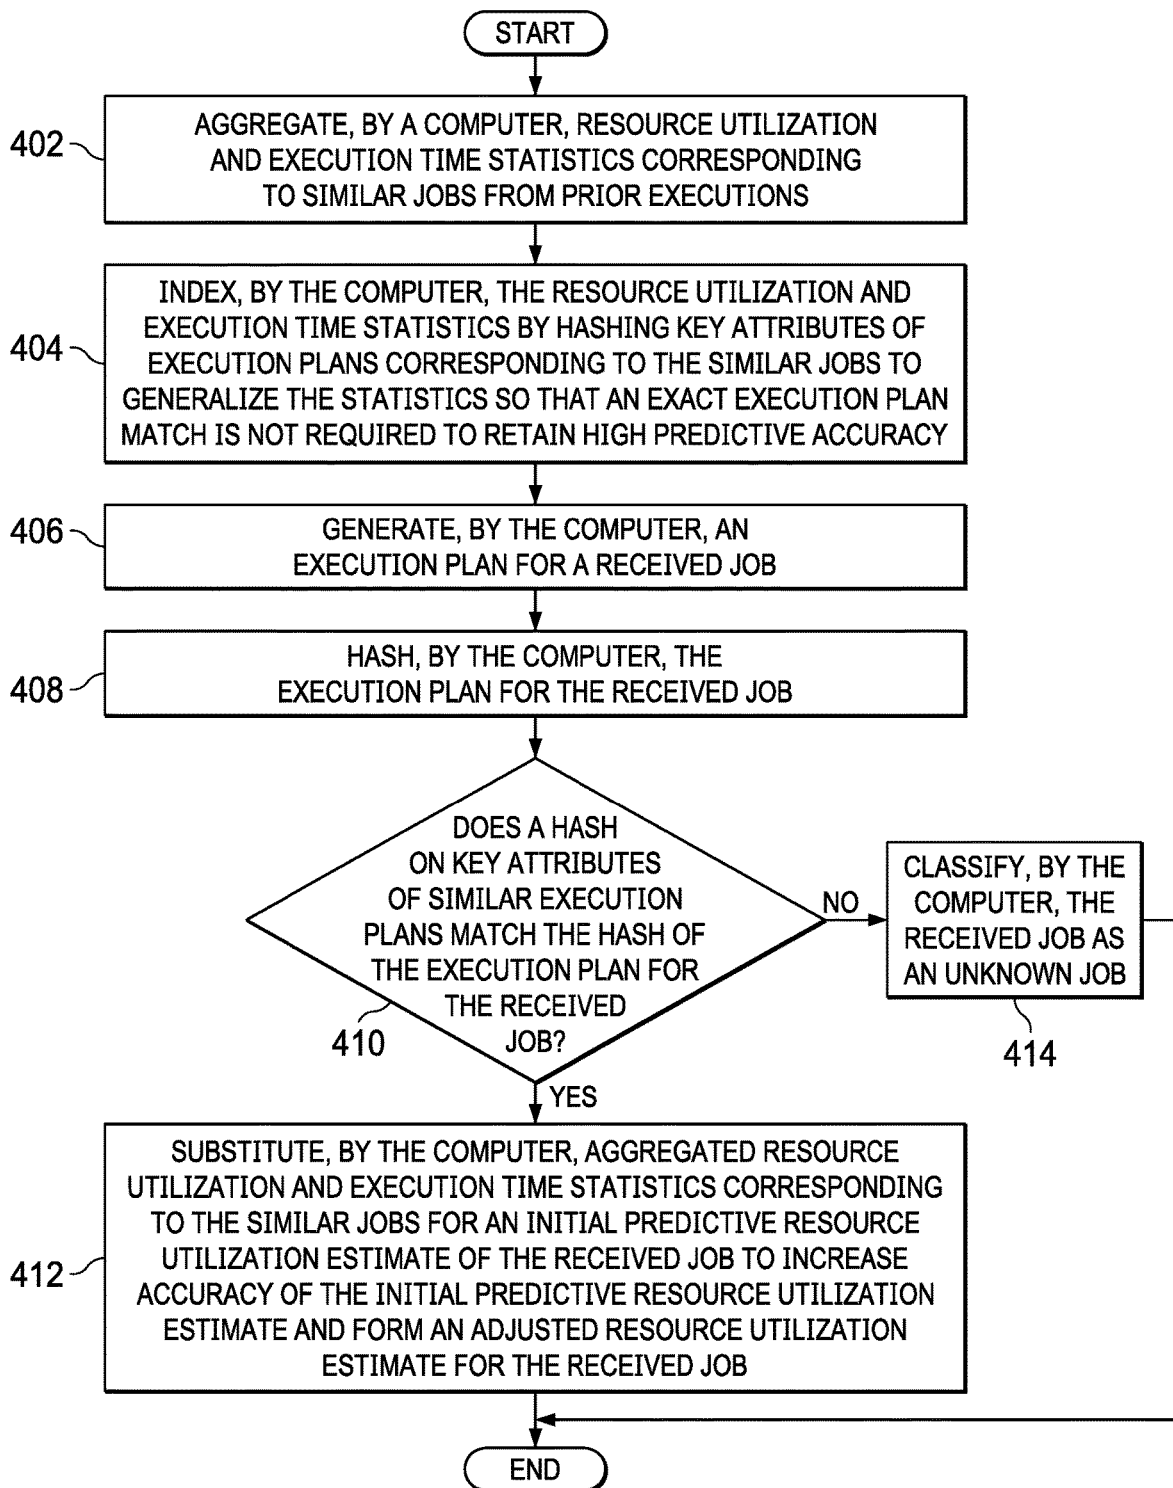 START
402
AGGREGATE, BY A COMPUTER, RESOURCE UTILIZATION
AND EXECUTION TIME STATISTICS CORRESPONDING
TO SIMILAR JOBS FROM PRIOR EXECUTIONS
404
INDEX, BY THE COMPUTER, THE RESOURCE UTILIZATION AND
EXECUTION TIME STATISTICS BY HASHING KEY ATTRIBUTES OF
EXECUTION PLANS CORRESPONDING TO THE SIMILAR JOBS TO
GENERALIZE THE STATISTICS SO THAT AN EXACT EXECUTION PLAN
MATCH IS NOT REQUIRED TO RETAIN HIGH PREDICTIVE ACCURACY
406
GENERATE, BY THE COMPUTER, AN
EXECUTION PLAN FOR A RECEIVED JOB
408
HASH, BY THE COMPUTER, THE
EXECUTION PLAN FOR THE RECEIVED JOB
DOES A HASH
ON KEY ATTRIBUTES
OF SIMILAR EXECUTION
PLANS MATCH THE HASH OF
THE EXECUTION PLAN FOR
THE RECEIVED
JOB?
410
NO
CLASSIFY, BY THE
COMPUTER, THE
RECEIVED JOB AS
AN UNKNOWN JOB
414
YES
412
SUBSTITUTE, BY THE COMPUTER, AGGREGATED RESOURCE
UTILIZATION AND EXECUTION TIME STATISTICS CORRESPONDING
TO THE SIMILAR JOBS FOR AN INITIAL PREDICTIVE RESOURCE
UTILIZATION ESTIMATE OF THE RECEIVED JOB TO INCREASE
ACCURACY OF THE INITIAL PREDICTIVE RESOURCE UTILIZATION
ESTIMATE AND FORM AN ADJUSTED RESOURCE UTILIZATION
ESTIMATE FOR THE RECEIVED JOB
END